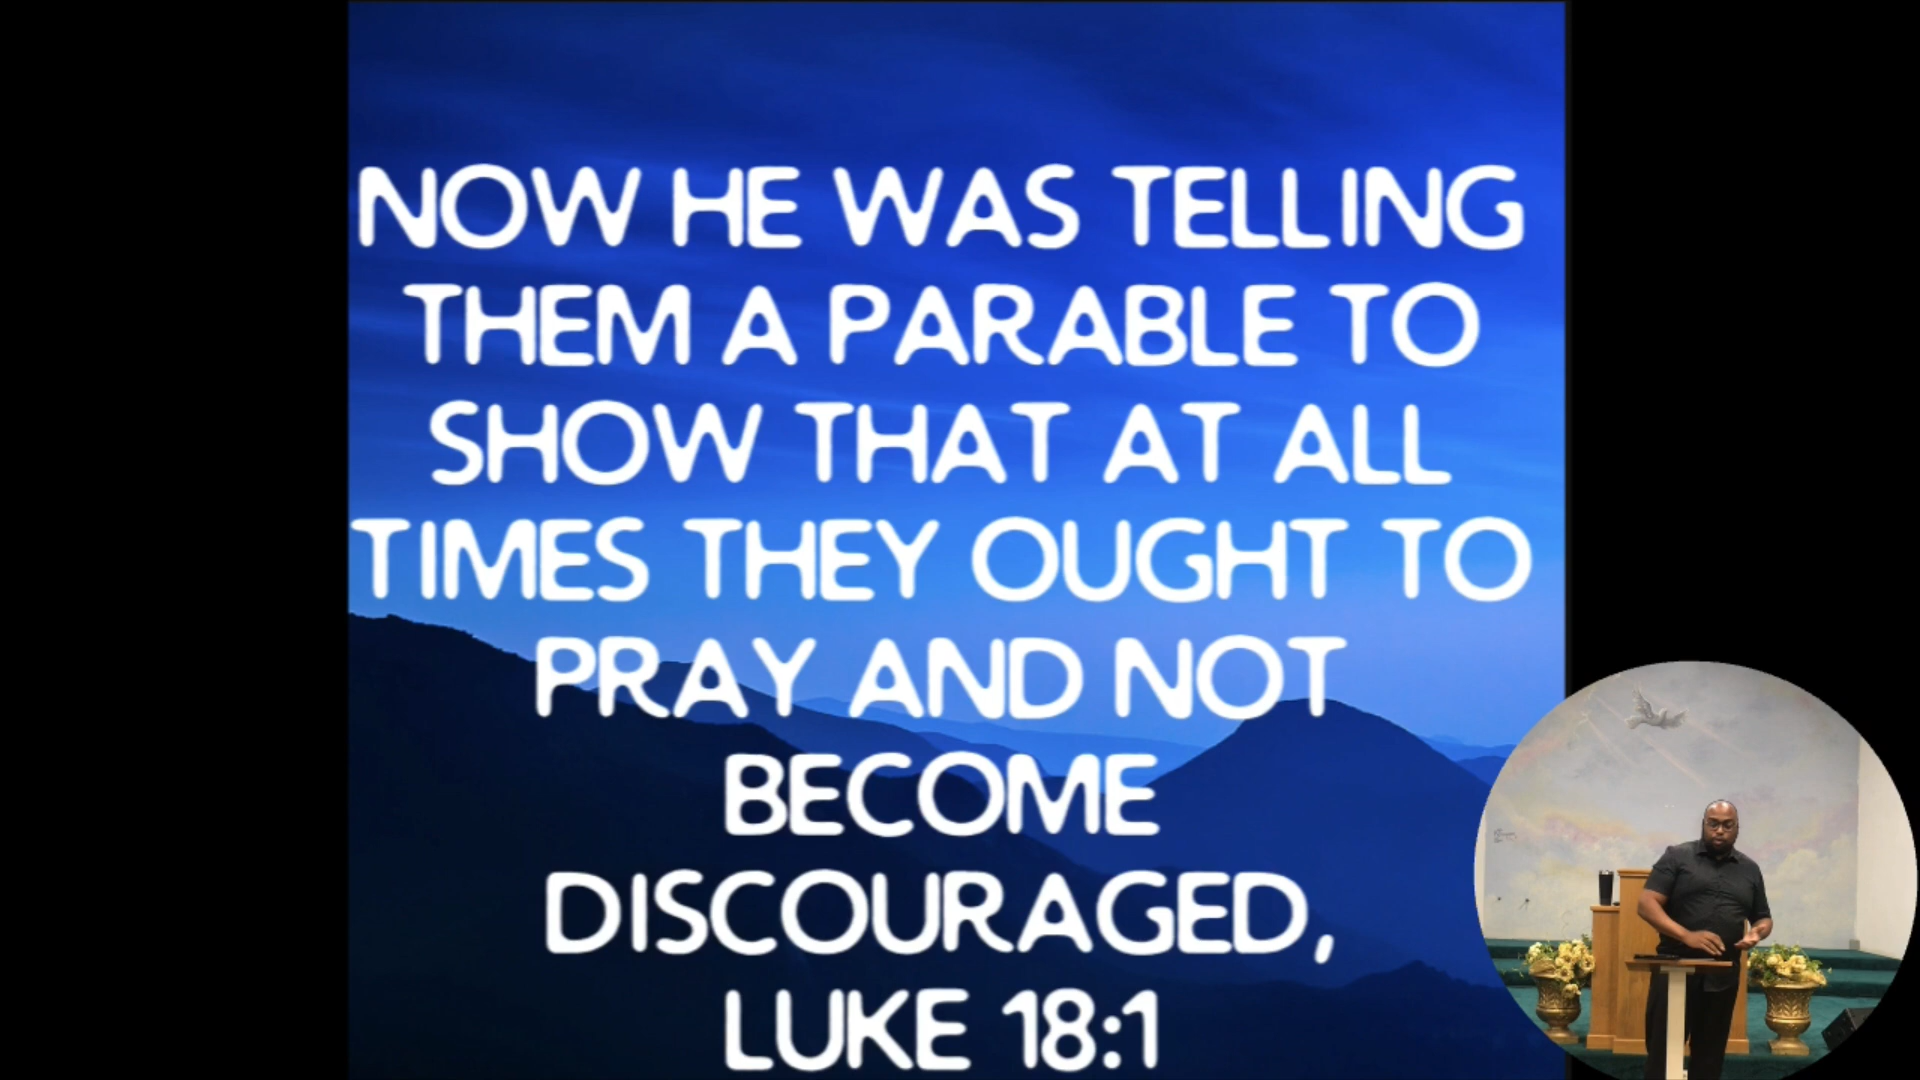 NOW HE WAS TELLING
THEM A PARABLE TO
SHOW THAT AT ALL
TIMES THEY OUGHT TO
PRAY AND NOT
BECOME
DISCOURAGED,
LUKE 18:1